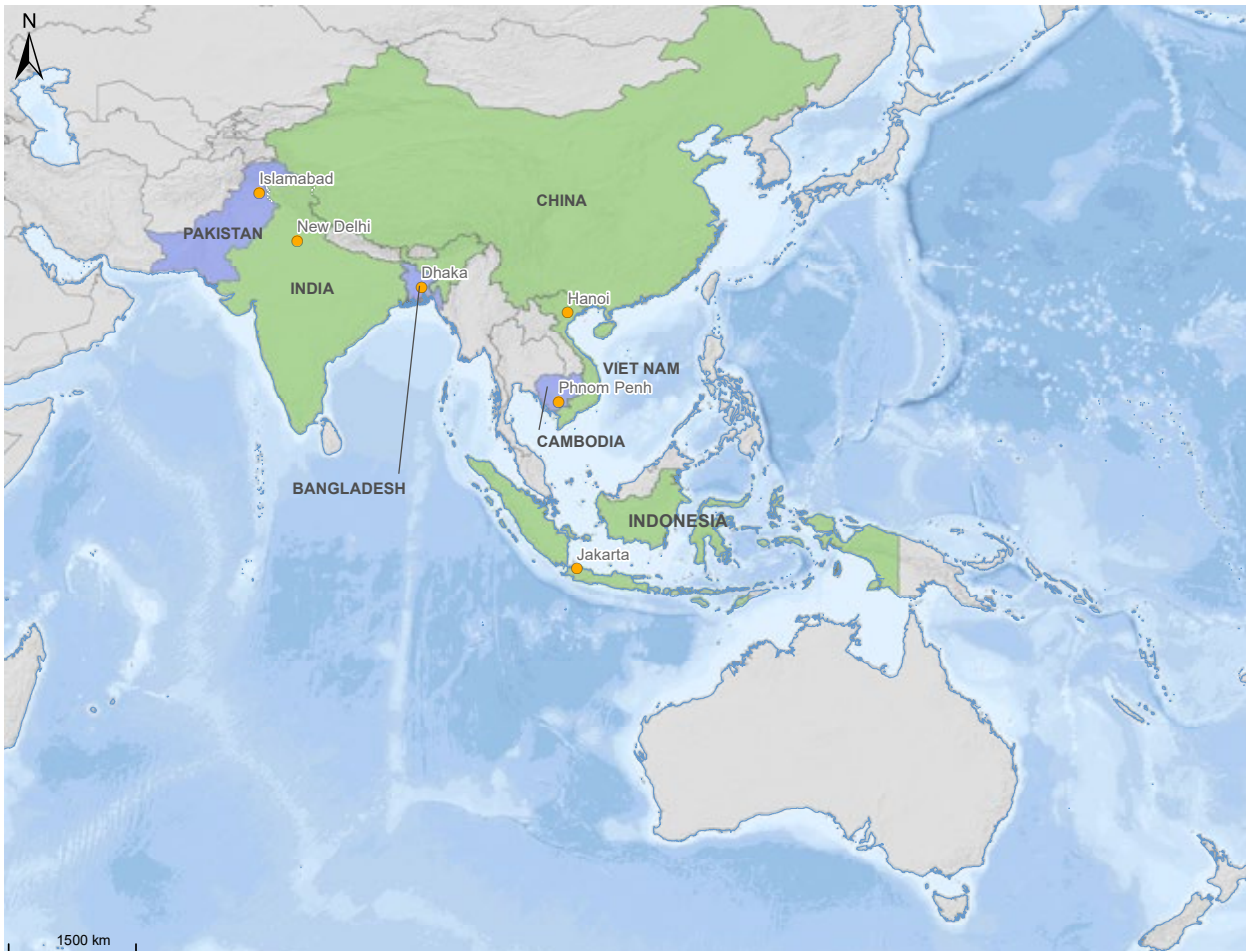 N
Islamabad
CHINA
PAKISTAN
New Delhi
Dhaka
INDIA
Hanoi
VIET NAM
Phnom Penh
CAMBODIA
BANGLADESH
INDONESIA
Jakarta
1500 km